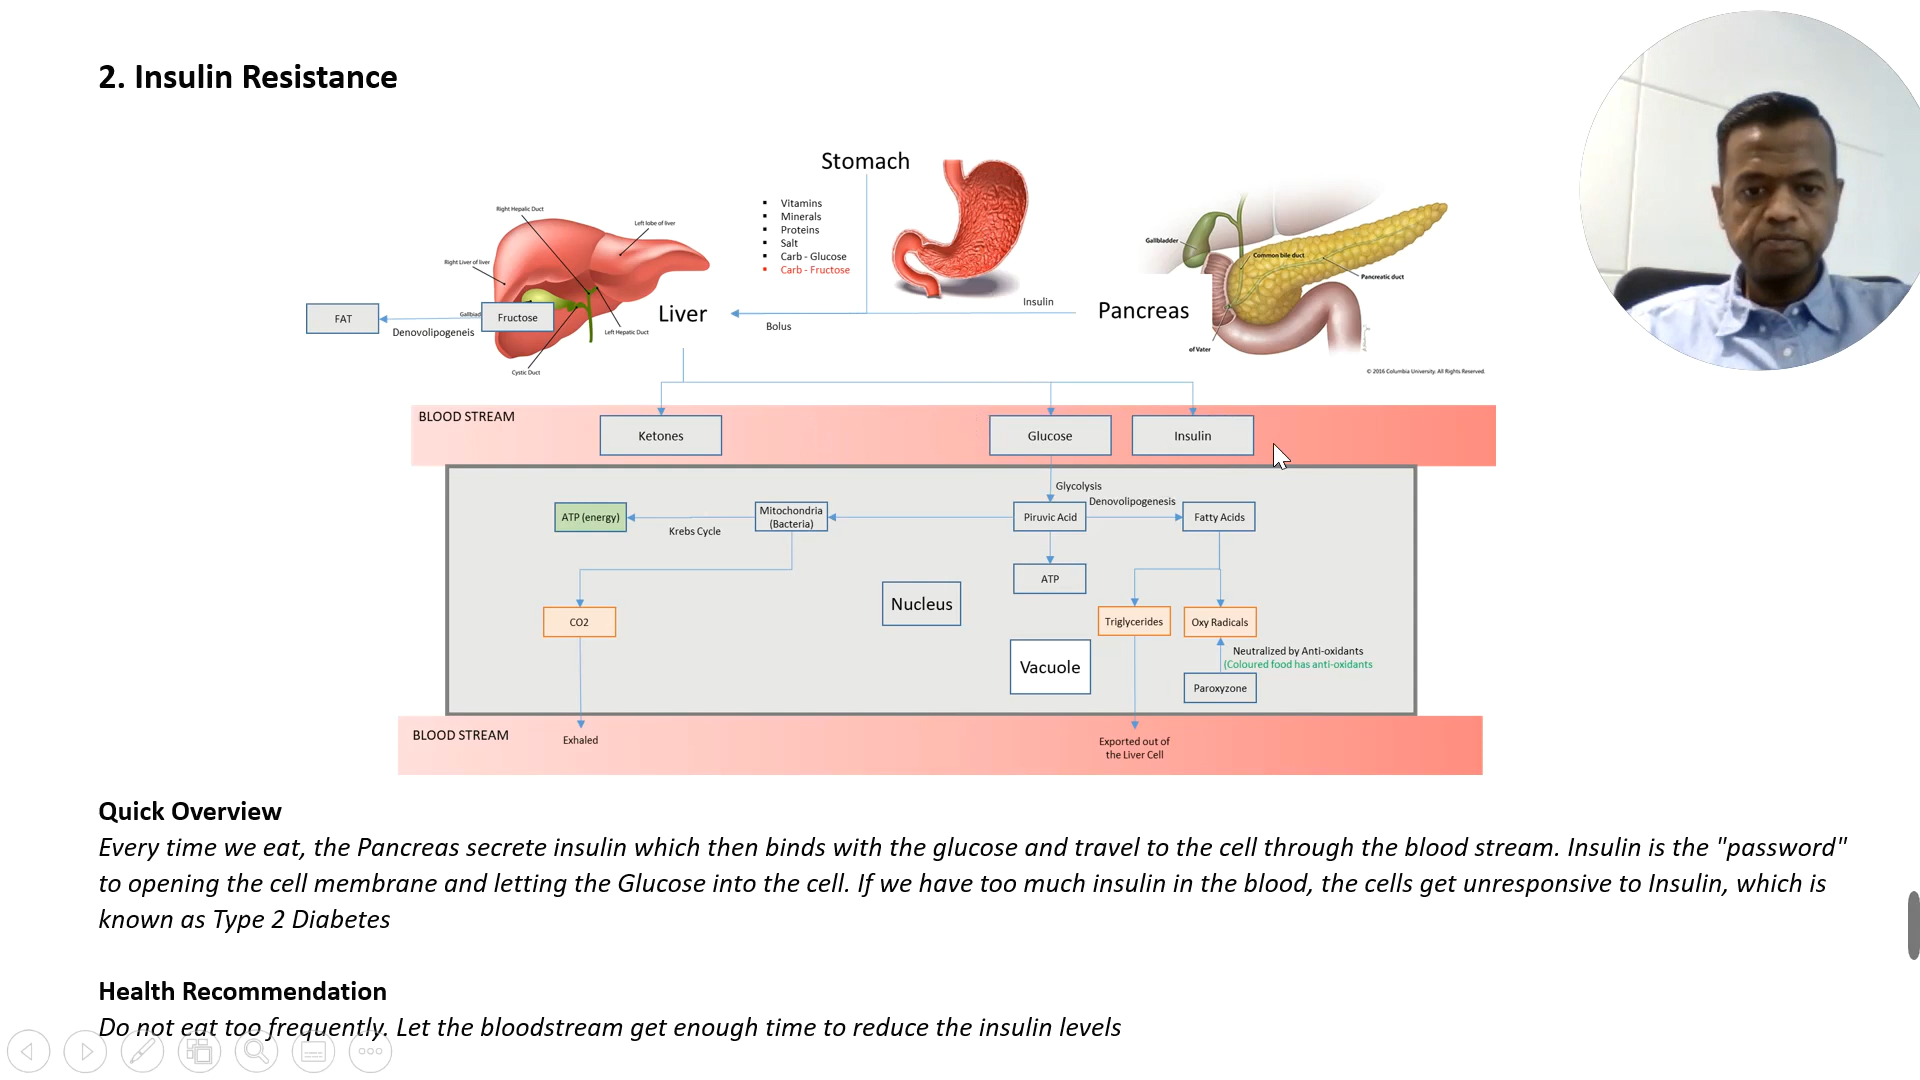 2. Insulin Resistance
Stomach
Vitamins
Minerals
Proteins
Salt
Carb - Glucose
Carb - Fructose
Right Hepalic Duct
Left lobe of liver
Right Liver of liver
Gallblad
Left Hepatic Duct
Cystic Duct
Fructose
FAT
Denovolipogeneis
Liver
Bolus
Insulin
Pancreas
Gallbladder
Common bile duct
Pancreatic duct
of Vater
© 2016 Columbia University. All Rights Reserved.
BLOOD STREAM
Ketones
Glucose
Insulin
Glycolysis
Denovolipogenesis
ATP (energy)
Krebs Cycle
Mitochondria
(Bacteria)
Piruvic Acid
Fatty Acids
ATP
Nucleus
CO2
Triglycerides
Oxy Radicals
Neutralized by Anti-oxidants
(Coloured food has anti-oxidants
Vacuole
Paroxyzone
BLOOD STREAM
Exhaled
Exported out of
the Liver Cell
Quick Overview
Every time we eat, the Pancreas secrete insulin which then binds with the glucose and travel to the cell through the blood stream. Insulin is the "password"
to opening the cell membrane and letting the Glucose into the cell. If we have too much insulin in the blood, the cells get unresponsive to Insulin, which is
known as Type 2 Diabetes
Health Recommendation
Do not eat too frequently. Let the bloodstream get enough time to reduce the insulin levels